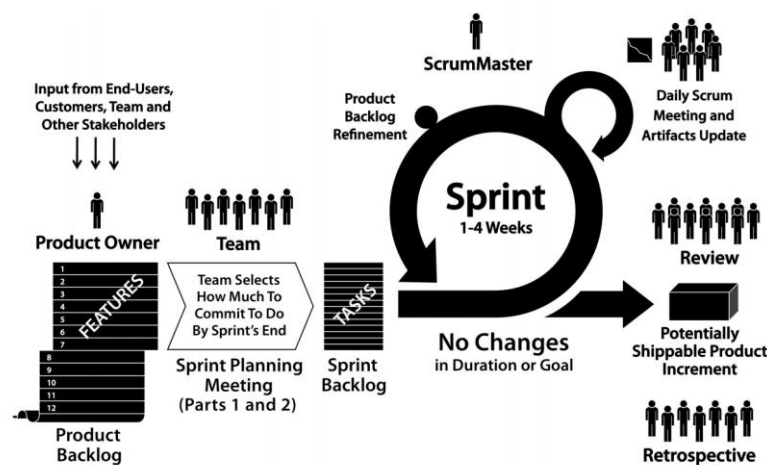 Input from End-Users,
Customers, Team and
Other Stakeholders
Product Owner
1
2
3
4
5
6
7
FEATURES
8
9
10
11
12
Product
Backlog
Team
Team Selects
How Much To
Commit To Do
By Sprint's End
Sprint Planning
Meeting
(Parts 1 and 2)
TASKS
Sprint
Backlog
ScrumMaster
Product
Backlog
Refinement
Sprint
1-4 Weeks
No Changes
in Duration or Goal
Daily Scrum
Meeting and
Artifacts Update
Review
Potentially
Shippable Product
Increment
Retrospective